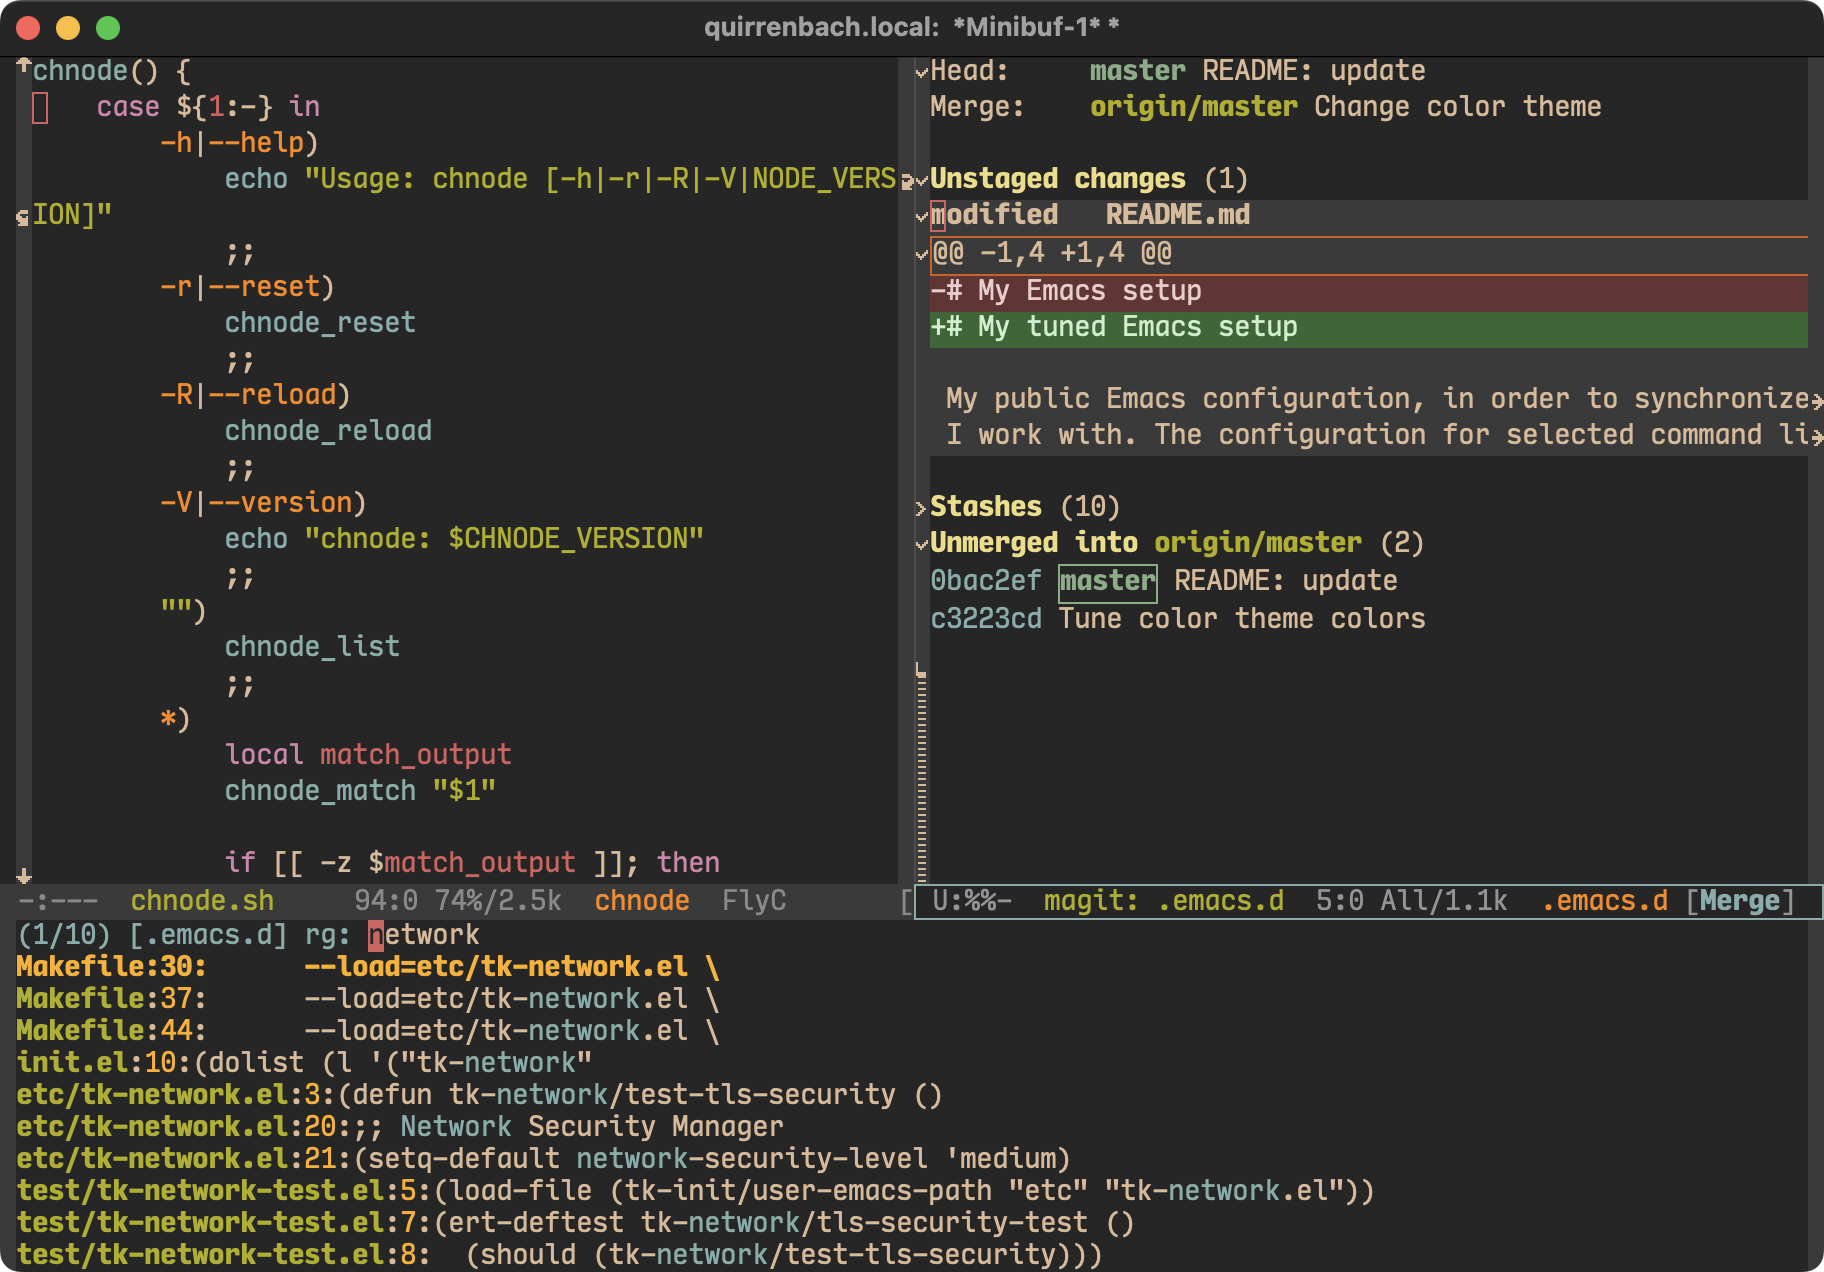 quirrenbach.local: *Minibuf-1* *
chnode() {
    case ${1:-} in
        -h|--help)
            echo "Usage: chnode [-h|-r|-R|-V|NODE_VERS
ION]"
            ;;
        -r|--reset)
            chnode_reset
            ;;
        -R|--reload)
            chnode_reload
            ;;
        -V|--version)
            echo "chnode: $CHNODE_VERSION"
            ;;
        "")
            chnode_list
            ;;
        *)
            local match_output
            chnode_match "$1"
            if [[ -z $match_output ]]; then
-:---  chnode.sh     94:0 74%/2.5k  chnode  FlyC       [
Head:     master README: update
Merge:    origin/master Change color theme
Unstaged changes (1)
modified   README.md
@@ -1,4 +1,4 @@
-# My Emacs setup
+# My tuned Emacs setup
 My public Emacs configuration, in order to synchronize
 I work with. The configuration for selected command li
Stashes (10)
Unmerged into origin/master (2)
0bac2ef master README: update
c3223cd Tune color theme colors
U:%%-  magit: .emacs.d  5:0 All/1.1k  .emacs.d [Merge]
(1/10) [.emacs.d] rg: network
Makefile:30:      --load=etc/tk-network.el \
Makefile:37:      --load=etc/tk-network.el \
Makefile:44:      --load=etc/tk-network.el \
init.el:10:(dolist (l '("tk-network"
etc/tk-network.el:3:(defun tk-network/test-tls-security ()
etc/tk-network.el:20:;; Network Security Manager
etc/tk-network.el:21:(setq-default network-security-level 'medium)
test/tk-network-test.el:5:(load-file (tk-init/user-emacs-path "etc" "tk-network.el"))
test/tk-network-test.el:7:(ert-deftest tk-network/tls-security-test ()
test/tk-network-test.el:8:  (should (tk-network/test-tls-security)))